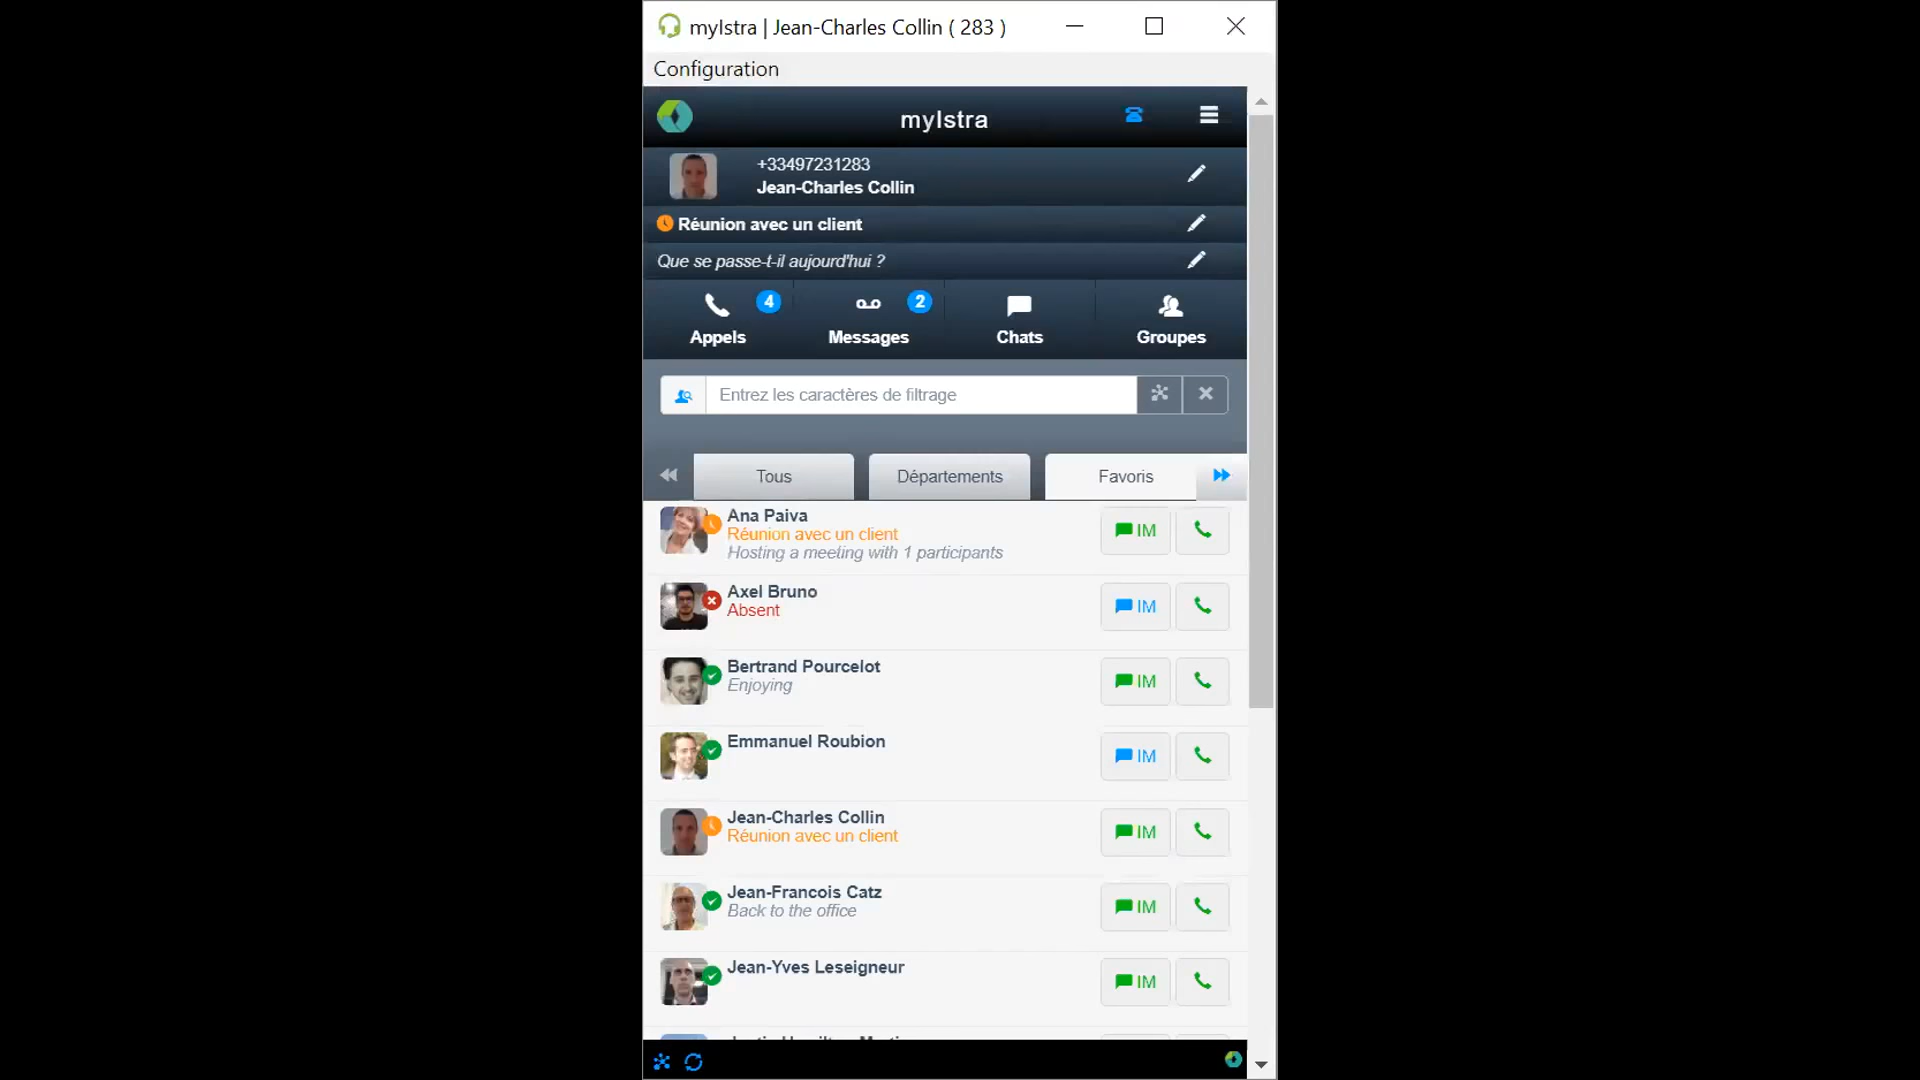 myIstra | Jean-Charles Collin ( 283 )
Configuration
myIstra
+33497231283
Jean-Charles Collin
Réunion avec un client
Que se passe-t-il aujourd'hui ?
4
2
Appels
Messages
Chats
Groupes
Entrez les caractères de filtrage
Tous
Départements
Favoris
Ana Paiva
Réunion avec un client
Hosting a meeting with 1 participants
IM
Axel Bruno
Absent
IM
Bertrand Pourcelot
Enjoying
IM
Emmanuel Roubion
IM
Jean-Charles Collin
Réunion avec un client
IM
Jean-Francois Catz
Back to the office
IM
Jean-Yves Leseigneur
IM